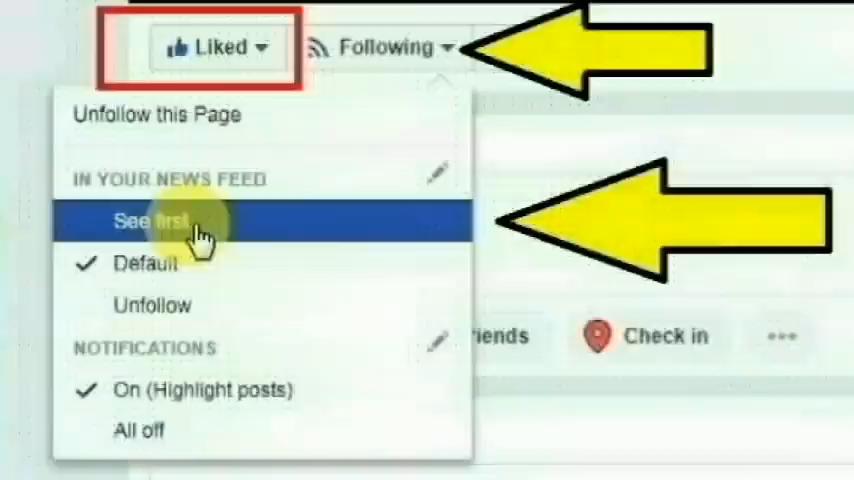 Liked Following
Unfollow this Page
IN YOUR NEWS FEED
See first
Default
Unfollow
NOTIFICATIONS
Check in
On (Highlight posts)
All off